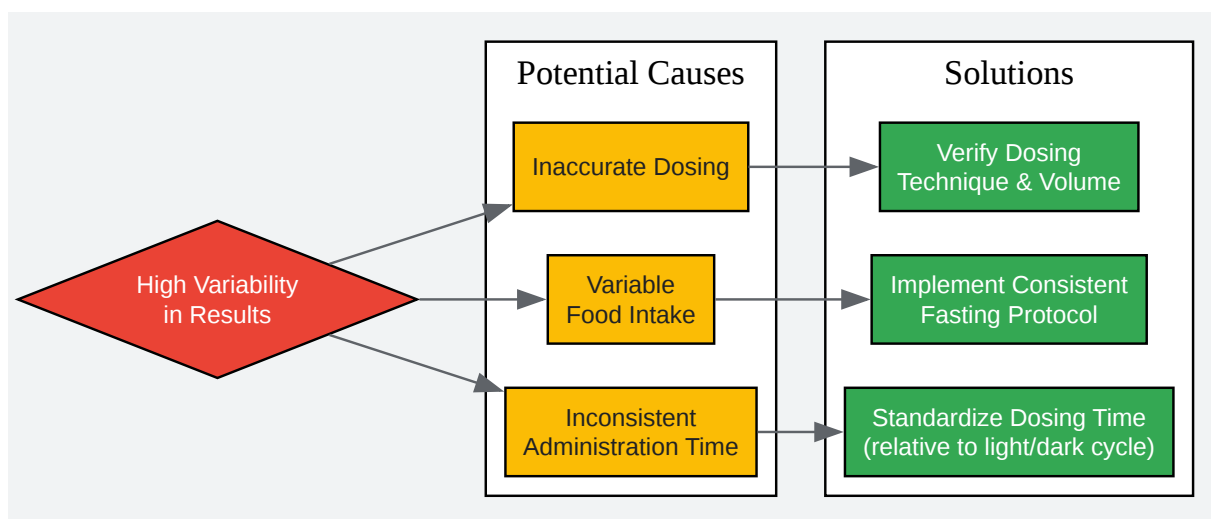 Potential Causes
Solutions
Inaccurate Dosing
Verify Dosing
Technique & Volume
High Variability
in Results
Variable
Food Intake
Implement Consistent
Fasting Protocol
Inconsistent
Administration Time
Standardize Dosing Time
(relative to light/dark cycle)